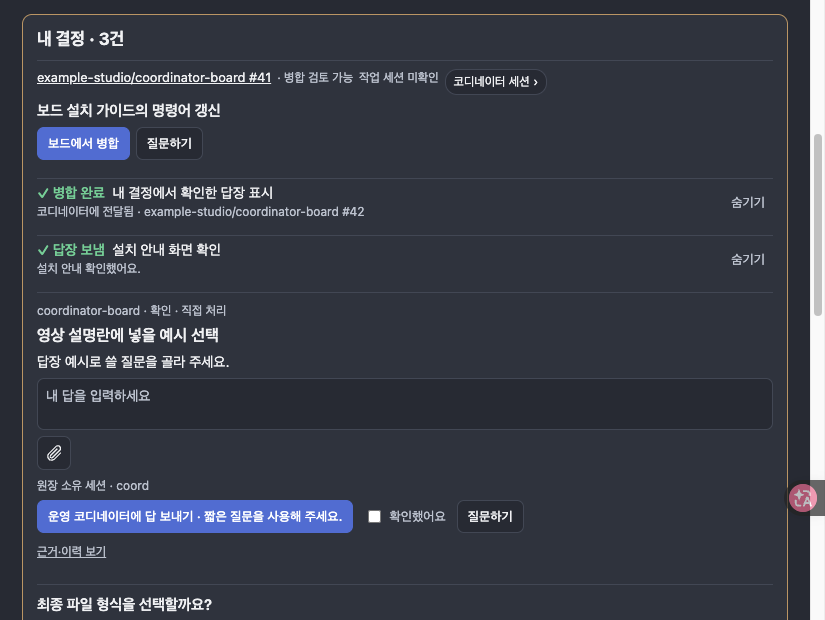 내 결정 · 3건
example-studio/coordinator-board #41 · 병합 검토 가능 작업 세션 미확인 코디네이터 세션 ›
보드 설치 가이드의 명령어 갱신
보드에서 병합 질문하기
✓ 병합 완료 내 결정에서 확인한 답장 표시
코디네이터에 전달됨 · example-studio/coordinator-board #42
숨기기
✓ 답장 보냄 설치 안내 화면 확인
설치 안내 확인했어요.
숨기기
coordinator-board · 확인 · 직접 처리
영상 설명란에 넣을 예시 선택
답장 예시로 쓸 질문을 골라 주세요.
내 답을 입력하세요
원장 소유 세션 · coord
운영 코디네이터에 답 보내기 · 짧은 질문을 사용해 주세요. 확인했어요 질문하기
근거·이력 보기
최종 파일 형식을 선택할까요?